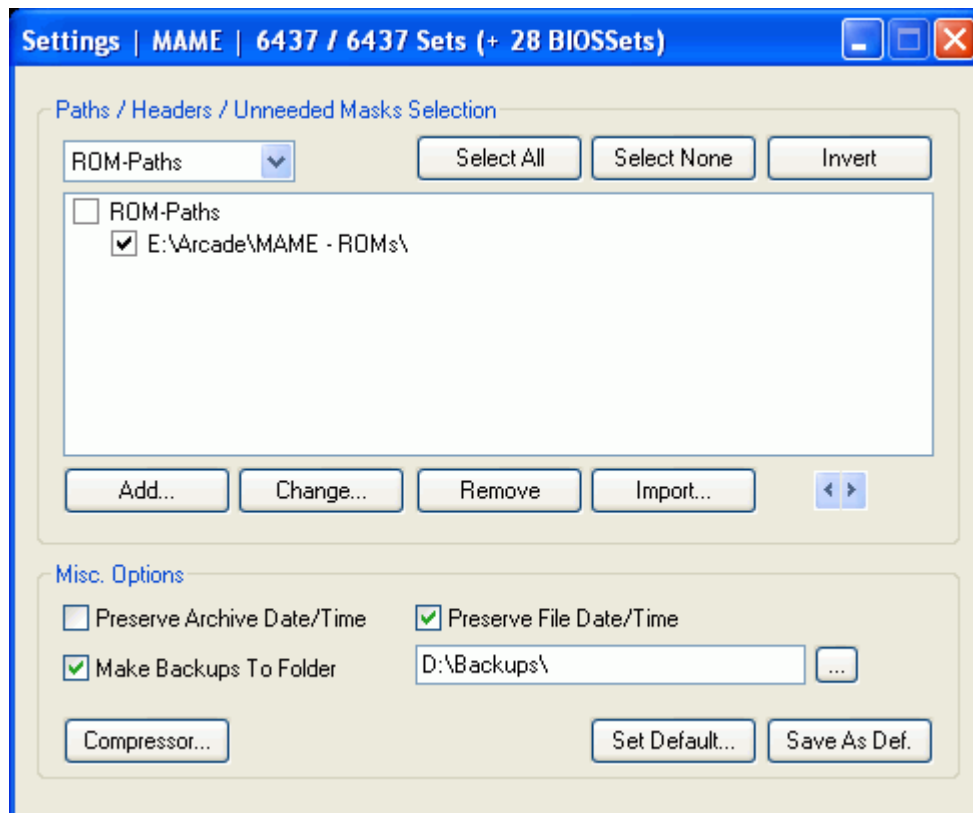 Settings | MAME | 6437 / 6437 Sets (+ 28 BIOSSets)
Paths / Headers / Unneeded Masks Selection
ROM-Paths Select All Select None Invert
ROM-Paths
E:\Arcade\MAME - ROMs\
Add... Change... Remove Import...
Misc. Options
Preserve Archive Date/Time Preserve File Date/Time
Make Backups To Folder D:\Backups\ ...
Compressor... Set Default... Save As Def.